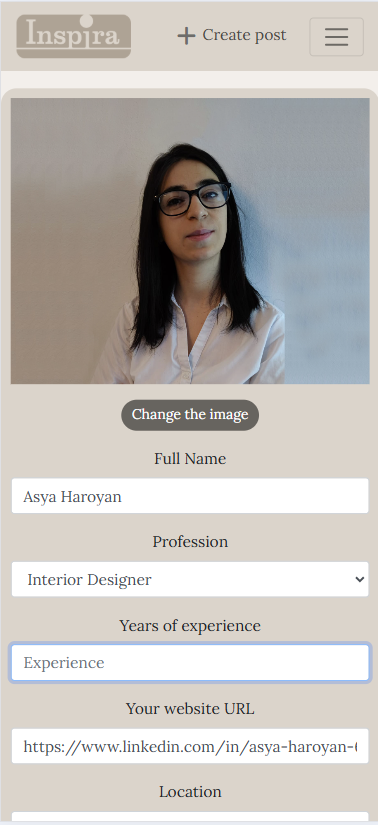 Inspira
Create post
Change the image
Full Name
Asya Haroyan
Profession
Interior Designer
Years of experience
Experience
Your website URL
https://www.linkedin.com/in/asya-haroyan-
Location